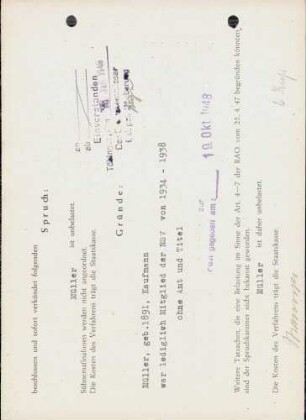 beschlossen und sofort verkündet folgenden
Spruch:
Müller ist unbelastet
Sühnemaßnahmen werden nicht angeordnet.
Die Kosten des Verfahrens trägt die Staatskasse.
Einverstanden
Gründe:
Müller, geb. 1891, Kaufmann
war lediglich Mitglied der NSV von 1934 - 1938
ohne Amt und Titel
19. Okt. 1948
Weitere Tatsachen, die eine Belastung im Sinne der Art. 4—7 der RAO. vom 25. 4. 47 begründen könnten,
sind der Spruchkammer nicht bekannt geworden.
Müller ist daher unbelastet.
Die Kosten des Verfahrens trägt die Staatskasse.